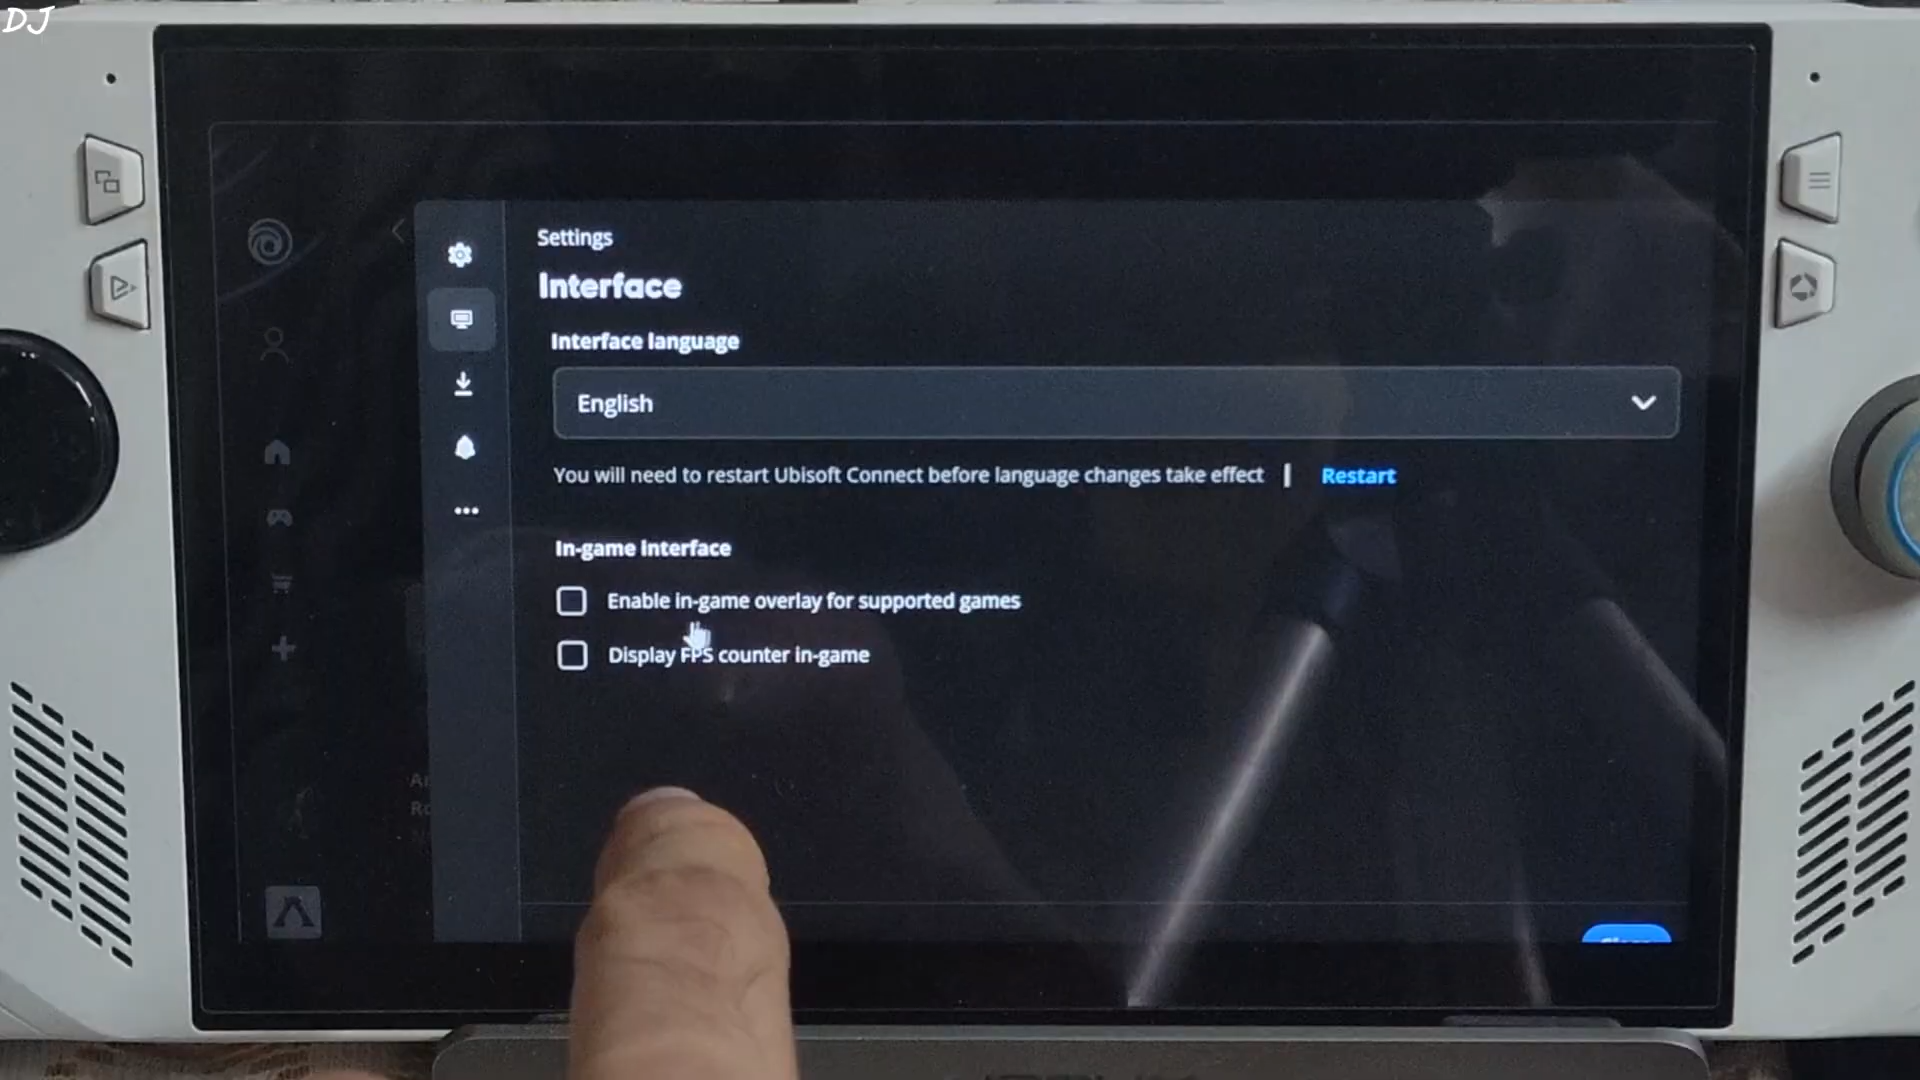 DJ
Settings
Interface
Interface language
English
You will need to restart Ubisoft Connect before language changes take effect | Restart
In-game Interface
Enable in-game overlay for supported games
Display FPS counter in-game